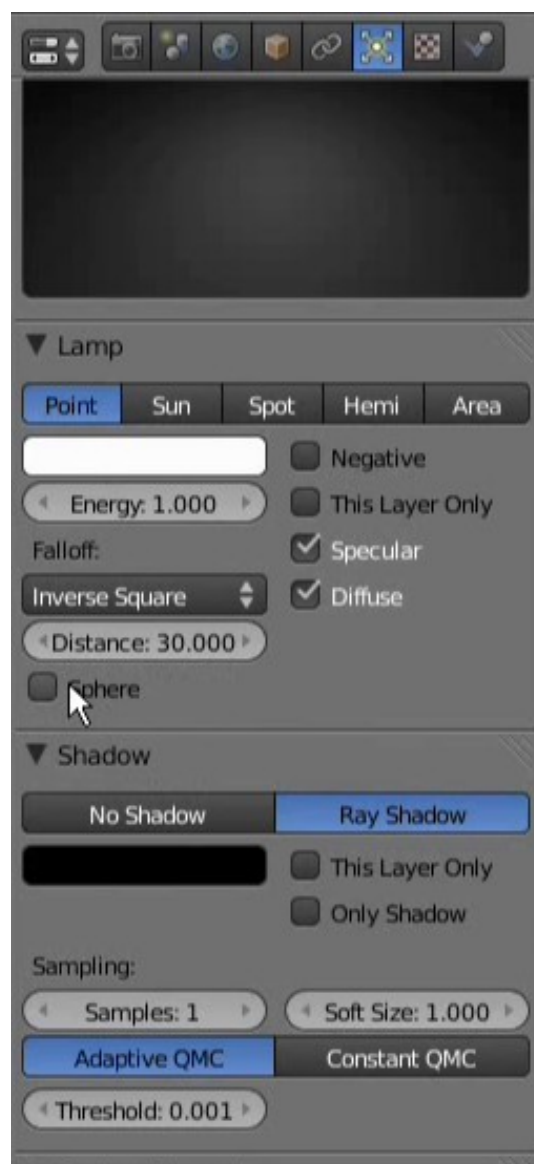 Lamp
Point Sun Spot Hemi Area
Negative
Energy: 1.000 This Layer Only
Falloff: Specular
Inverse Square Diffuse
Distance: 30.000
Sphere
Shadow
No Shadow Ray Shadow
This Layer Only
Only Shadow
Sampling:
Samples: 1 Soft Size: 1.000
Adaptive QMC Constant QMC
Threshold: 0.001